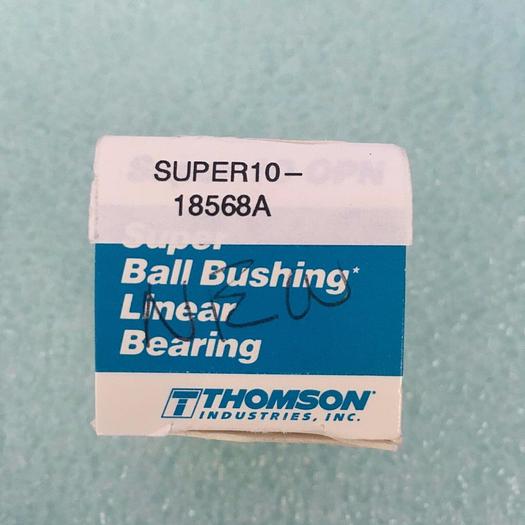 SUPER10-
18568A
Super
Ball Bushing*
Linear
Bearing
NEW
THOMSON
INDUSTRIES, INC.